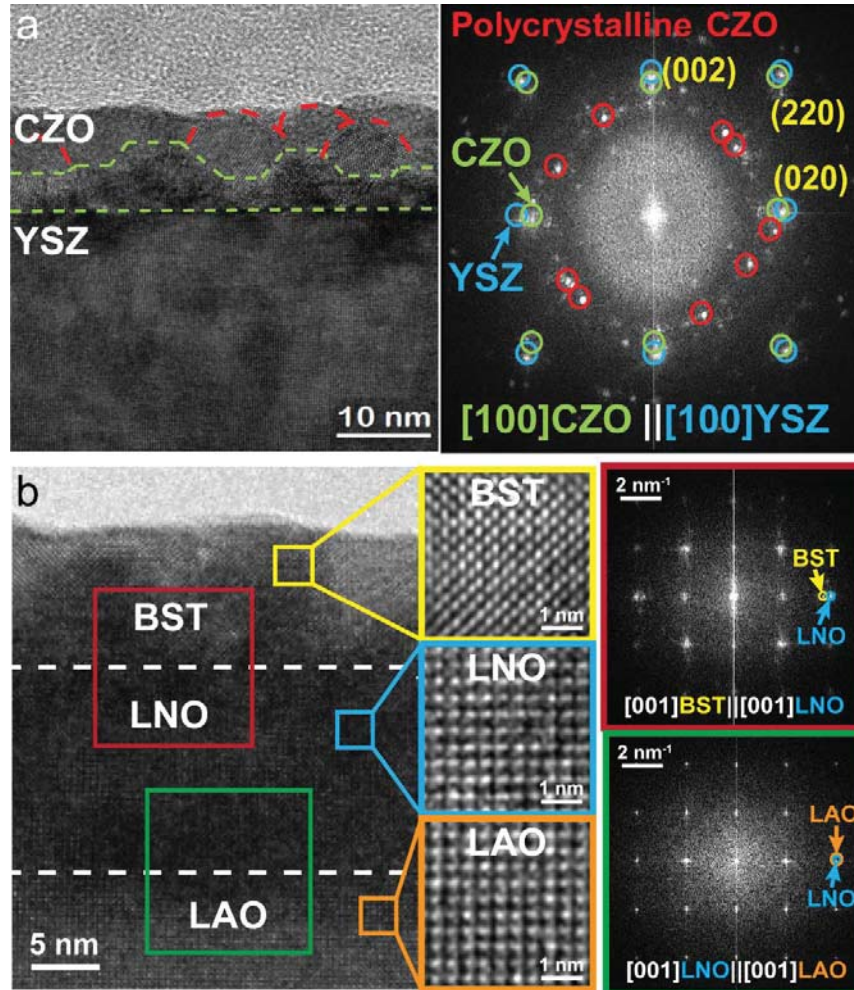 a
CZO
YSZ
10 nm
Polycrystalline CZO
(002)
(220)
CZO
(020)
YSZ
[100]CZO ||[100]YSZ
b
BST
LNO
LAO
5 nm
BST
1 nm
LNO
1 nm
LAO
1 nm
2 nm-1
BST
LNO
[001]BST||[001]LNO
2 nm-1
LAO
LNO
[001]LNO||[001]LAO